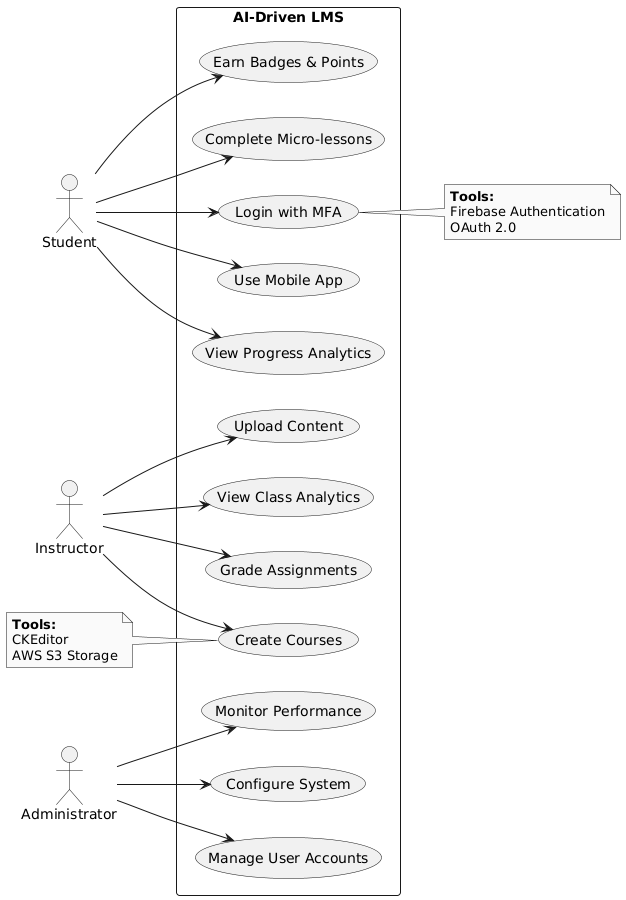 AI-Driven LMS
Earn Badges & Points
Complete Micro-lessons
Login with MFA
Tools:
Firebase Authentication
OAuth 2.0
Student
Use Mobile App
View Progress Analytics
Upload Content
View Class Analytics
Instructor
Grade Assignments
Tools:
CKEditor
AWS S3 Storage
Create Courses
Monitor Performance
Configure System
Administrator
Manage User Accounts